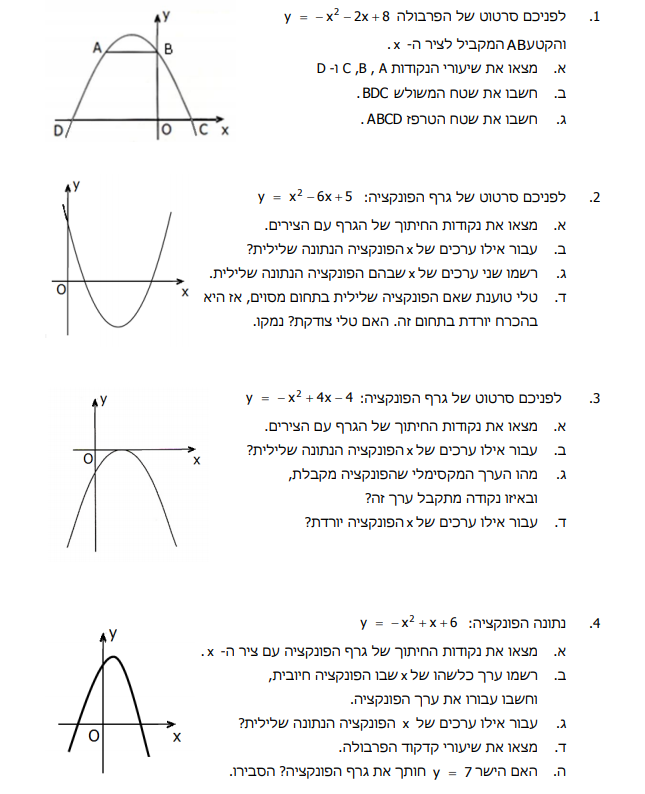 1. לפניכם סרטוט של הפרבולה y = −x² − 2x + 8
והקטע AB המקביל לציר ה- x .
א. מצאו את שיעורי הנקודות C ,B , A ו- D
ב. חשבו את שטח המשולש BDC .
ג. חשבו את שטח הטרפז ABCD .
y
A B
D O C x
2. לפניכם סרטוט של גרף הפונקציה: y = x² − 6x + 5
א. מצאו את נקודות החיתוך של הגרף עם הצירים.
ב. עבור אילו ערכים של x הפונקציה הנתונה שלילית?
ג. רשמו שני ערכים של x שבהם הפונקציה הנתונה שלילית.
ד. טלי טוענת שאם הפונקציה שלילית בתחום מסוים, אז היא
בהכרח יורדת בתחום זה. האם טלי צודקת? נמקו.
y
O x
3. לפניכם סרטוט של גרף הפונקציה: y = −x² + 4x − 4
א. מצאו את נקודות החיתוך של הגרף עם הצירים.
ב. עבור אילו ערכים של x הפונקציה הנתונה שלילית?
ג. מהו הערך המקסימלי שהפונקציה מקבלת,
ובאיזו נקודה מתקבל ערך זה?
ד. עבור אילו ערכים של x הפונקציה יורדת?
y
O x
4. נתונה הפונקציה: y = −x² + x + 6
א. מצאו את נקודות החיתוך של גרף הפונקציה עם ציר ה- x .
ב. רשמו ערך כלשהו של x שבו הפונקציה חיובית,
וחשבו עבורו את ערך הפונקציה.
ג. עבור אילו ערכים של x הפונקציה הנתונה שלילית?
ד. מצאו את שיעורי קדקוד הפרבולה.
ה. האם הישר y = 7 חותך את גרף הפונקציה? הסבירו.
y
O x